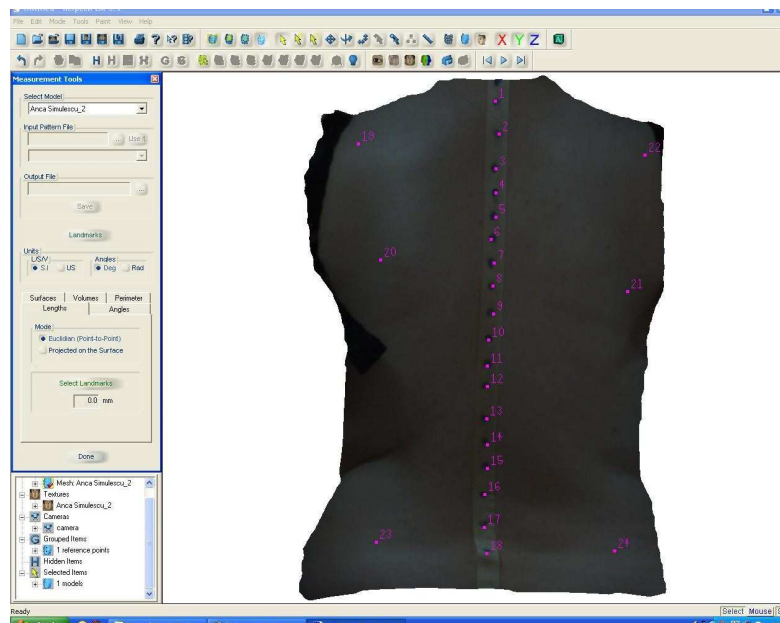 File Edit Mode Tools Paint View Help
X Y Z
Measurement Tools
Select Model
Anca Simulescu_2
Input Pattern File
... Use it
Output File
...
Save
Landmarks
Units
L/S/V
S.I US
Angles
Deg Rad
Surfaces Volumes Perimeter
Lengths Angles
Mode
Euclidian (Point-to-Point)
Projected on the Surface
Select Landmarks
0.0 mm
Done
Mesh: Anca Simulescu_2
Textures
Anca Simulescu_2
Cameras
camera
Grouped Items
1 reference points
Hidden Items
Selected Items
1 models
1
2
19
22
3
4
5
6
20
7
8
21
9
10
11
12
13
14
15
16
17
23
18
24
Ready
Select Mouse